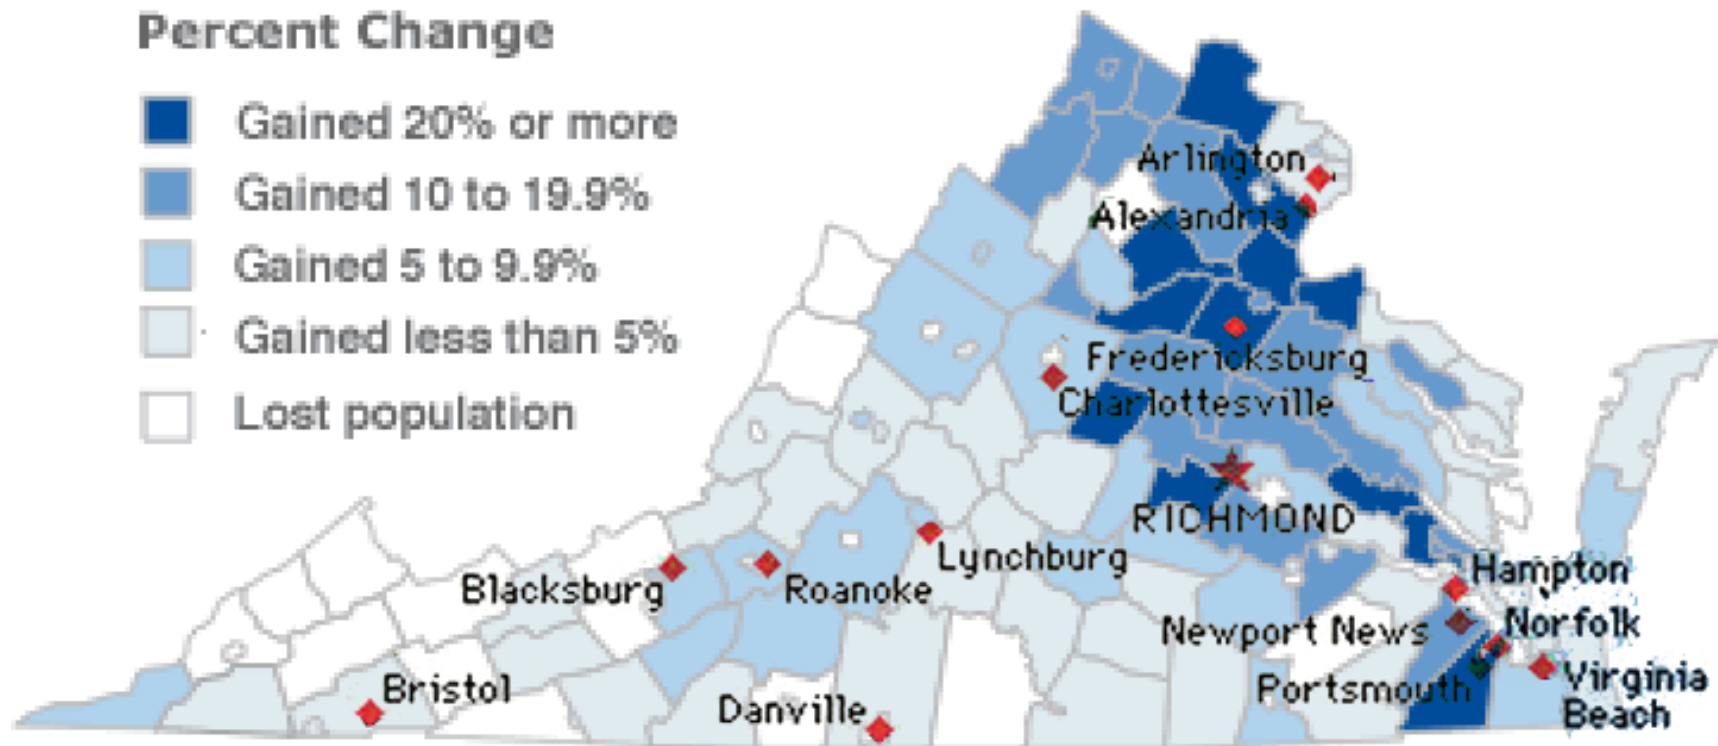 Percent Change
Gained 20% or more
Gained 10 to 19.9%
Gained 5 to 9.9%
Gained less than 5%
Lost population
Arlington
Alexandria
Fredericksburg
Charlottesville
RICHMOND
Lynchburg
Blacksburg
Roanoke
Hampton
Newport News
Norfolk
Bristol
Danville
Portsmouth
Virginia
Beach